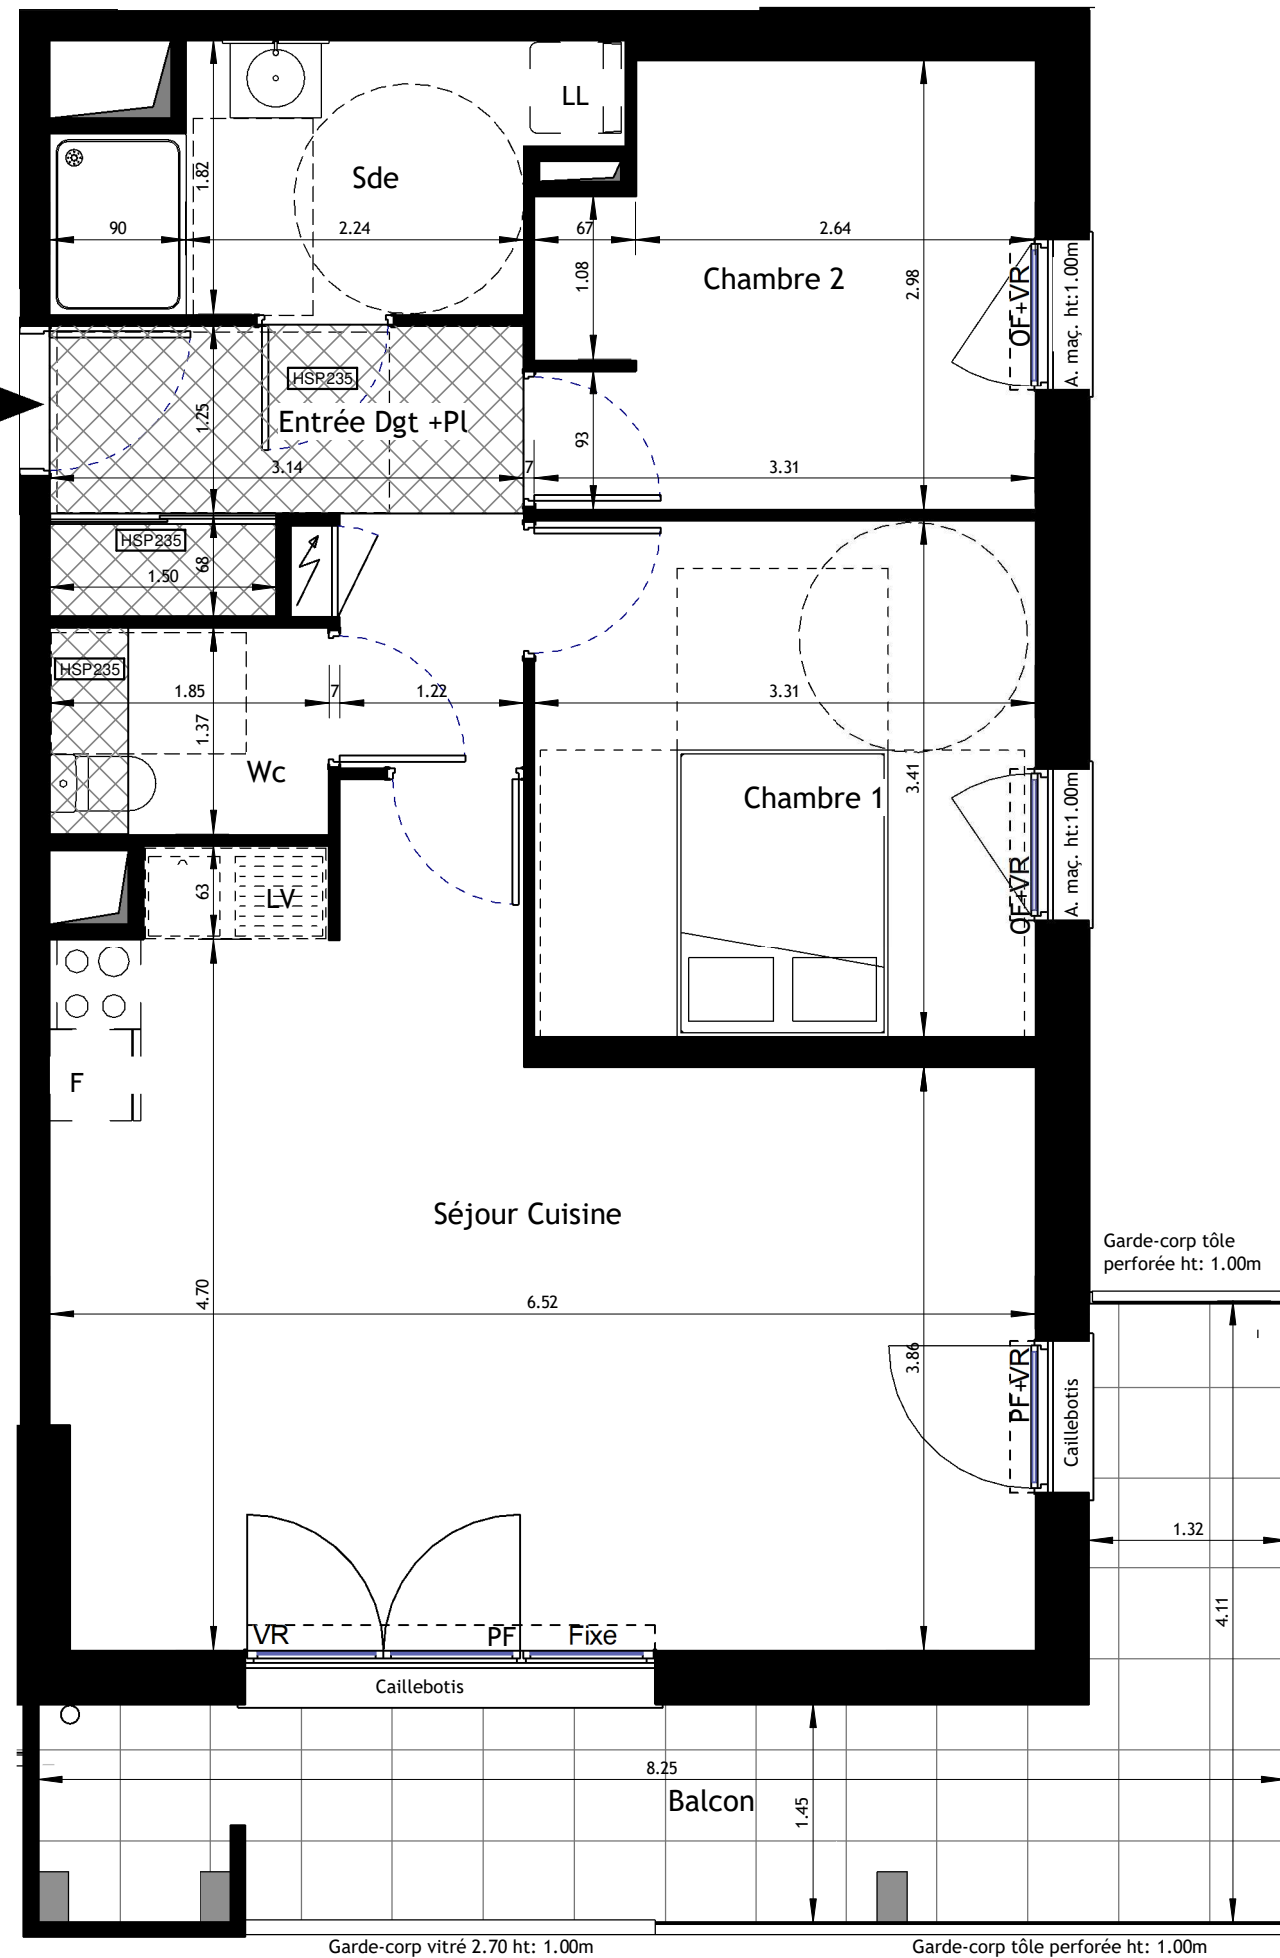 LL
Sde
1.82
90
2.24
67
2.64
1.08
Chambre 2
2.98
OF+VR
A. maç. ht:1.00m
HSP235
Entrée Dgt +Pl
1.25
93
3.14
7
3.31
HSP235
1.50
68
HSP235
1.85
7
1.22
3.31
1.37
Wc
Chambre 1
3.41
OF+VR
A. maç. ht:1.00m
63
LV
F
Séjour Cuisine
Garde-corp tôle
perforée ht: 1.00m
4.70
6.52
3.86
PF+VR
Caillebotis
1.32
4.11
VR
PF
Fixe
Caillebotis
8.25
Balcon
1.45
Garde-corp vitré 2.70 ht: 1.00m
Garde-corp tôle perforée ht: 1.00m